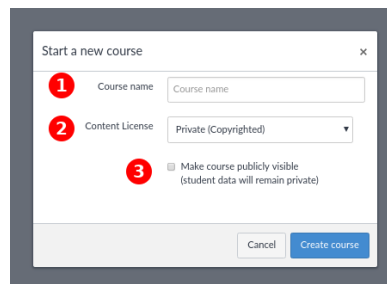 Start a new course ×
1 Course name Course name
2 Content License Private (Copyrighted)
3 Make course publicly visible
(student data will remain private)
Cancel Create course